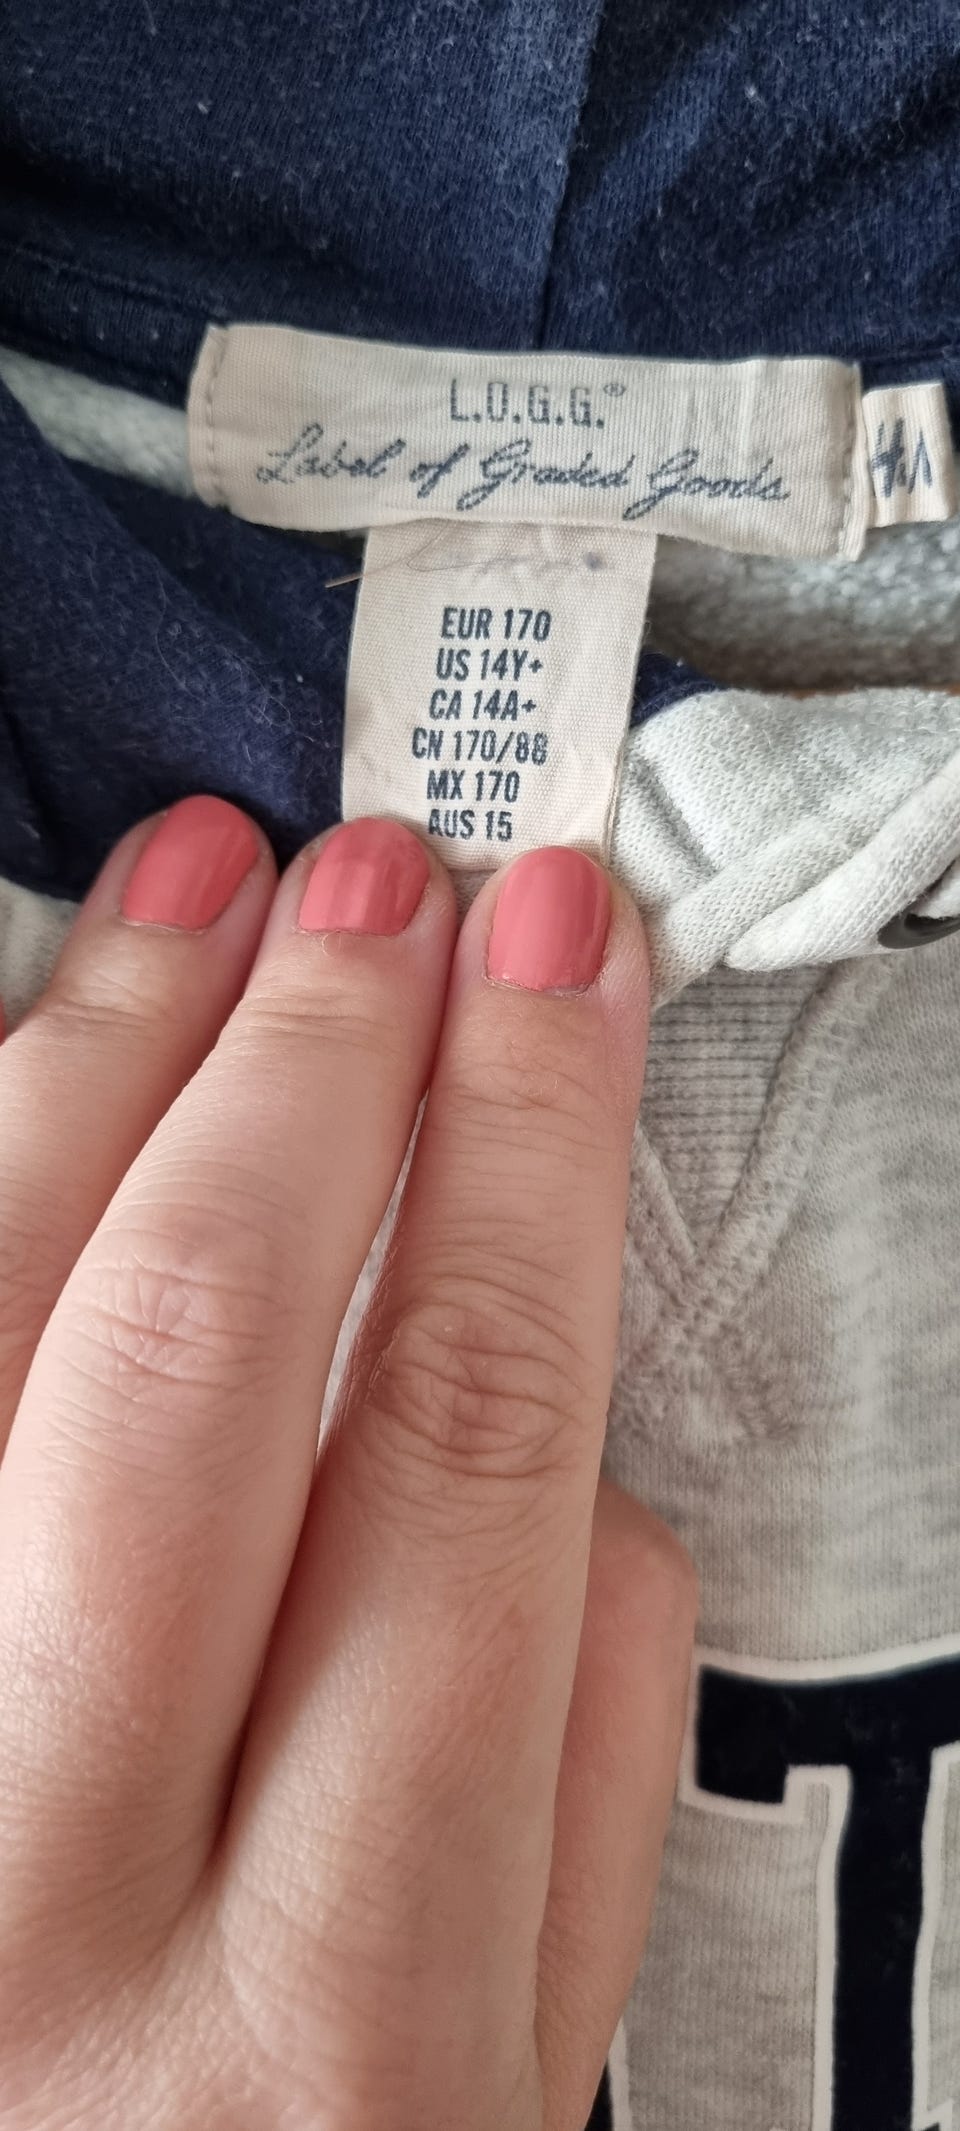 L.O.G.G.®
Label of Graded Goods
H&M
EUR 170
US 14Y+
CA 14A+
CN 170/88
MX 170
AUS 15
T